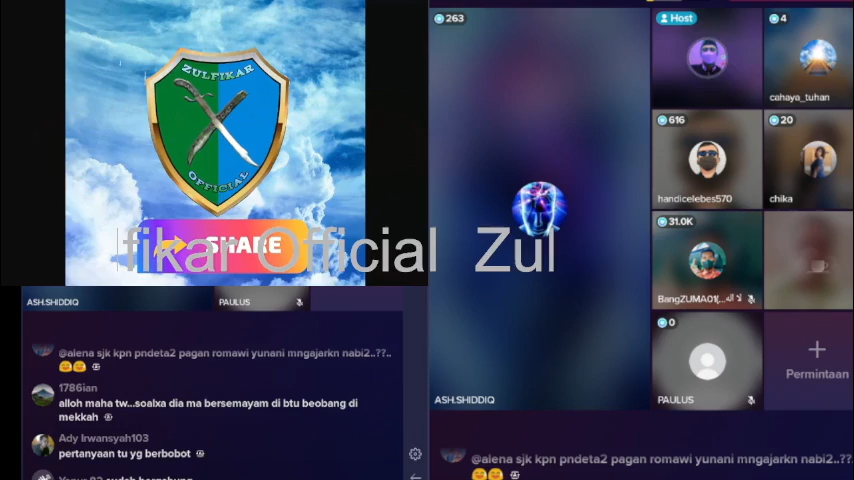 ZULFIKAR
OFFICIAL
SHARE
fikar Official Zul
ASH.SHIDDIQ
PAULUS
@alena sjk kpn pndeta2 pagan romawi yunani mngajarkn nabi2..??..
1786ian
alloh maha tw...soalxa dia ma bersemayam di btu beobang di
mekkah
Ady Irwansyah103
pertanyaan tu yg berbobot
263
Host
4
cahaya_tuhan
616
handicelebes570
20
chika
31.0K
BangZUMA01(...لا اله
0
PAULUS
Permintaan
ASH.SHIDDIQ
@alena sjk kpn pndeta2 pagan romawi yunani mngajarkn nabi2..??